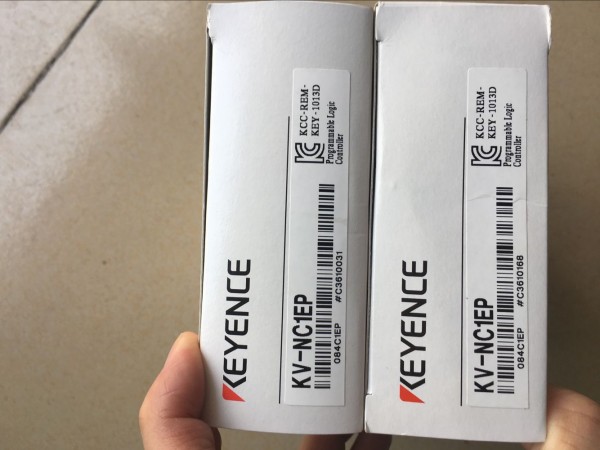 KEYENCE
KV-NC1EP
084C1EP #C3610031
KCC-REM-
KEY-1013D
Programmable Logic
Controller
KEYENCE
KV-NC1EP
084C1EP #C3610168
KCC-REM-
KEY-1013D
Programmable Logic
Controller